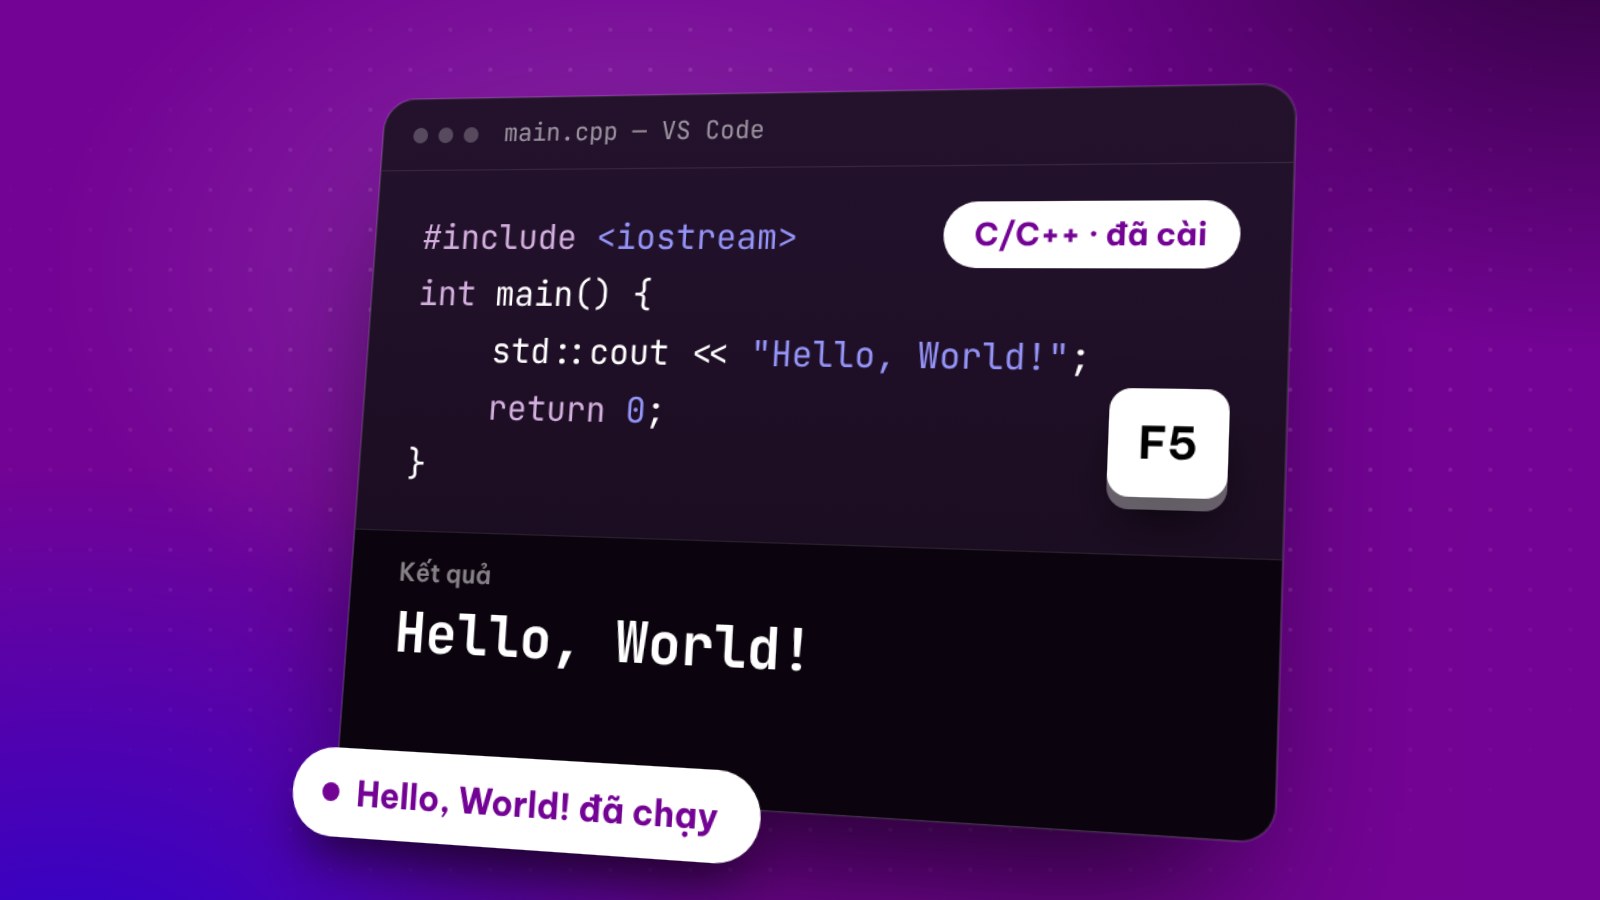 main.cpp — VS Code
#include <iostream>
C/C++ · đã cài
int main() {
    std::cout << "Hello, World!";
    return 0;
}
F5
Kết quả
Hello, World!
Hello, World! đã chạy